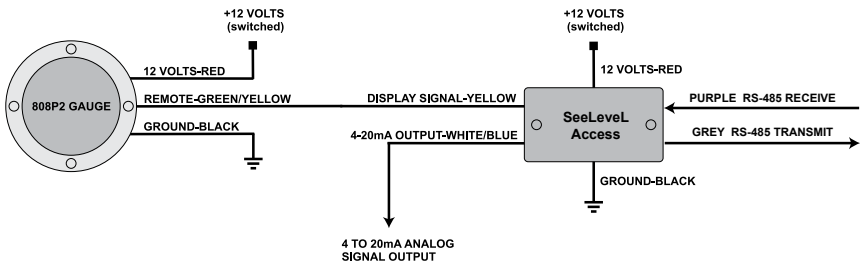 +12 VOLTS
(switched)
12 VOLTS-RED
808P2 GAUGE
REMOTE-GREEN/YELLOW
GROUND-BLACK
DISPLAY SIGNAL-YELLOW
4-20mA OUTPUT-WHITE/BLUE
4 TO 20mA ANALOG
SIGNAL OUTPUT
+12 VOLTS
(switched)
12 VOLTS-RED
SeeLeveL
Access
GROUND-BLACK
PURPLE RS-485 RECEIVE
GREY RS-485 TRANSMIT